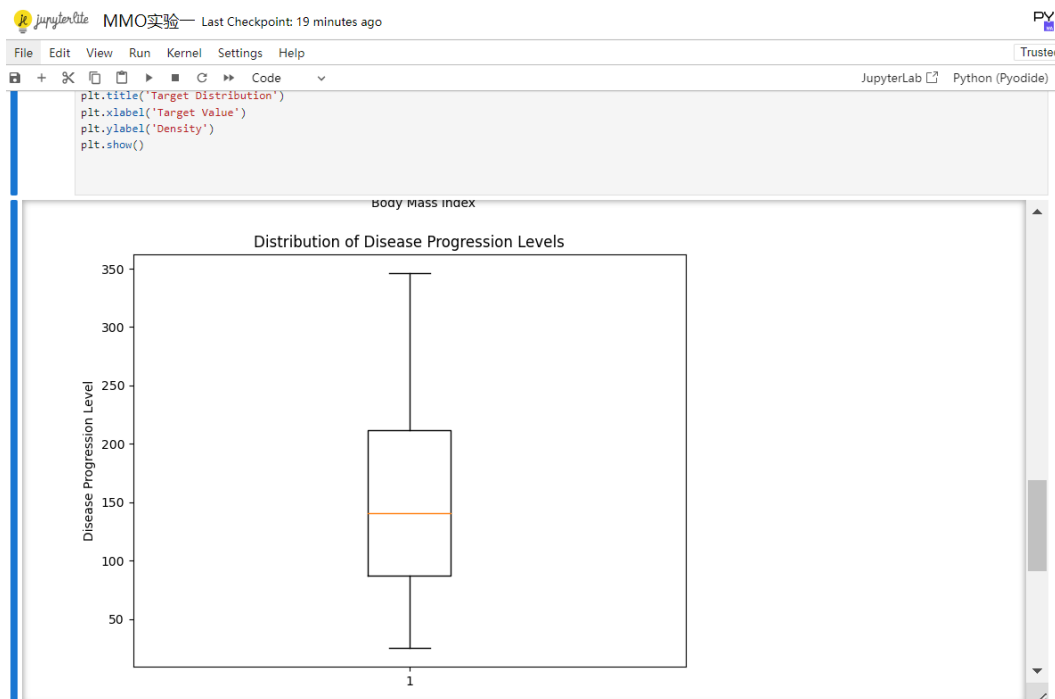 jupyterlite MMO实验一 Last Checkpoint: 19 minutes ago
PY
File Edit View Run Kernel Settings Help
Code
JupyterLab Python (Pyodide)
plt.title('Target Distribution')
plt.xlabel('Target Value')
plt.ylabel('Density')
plt.show()
Body Mass Index
Distribution of Disease Progression Levels
Disease Progression Level
350
300
250
200
150
100
50
1